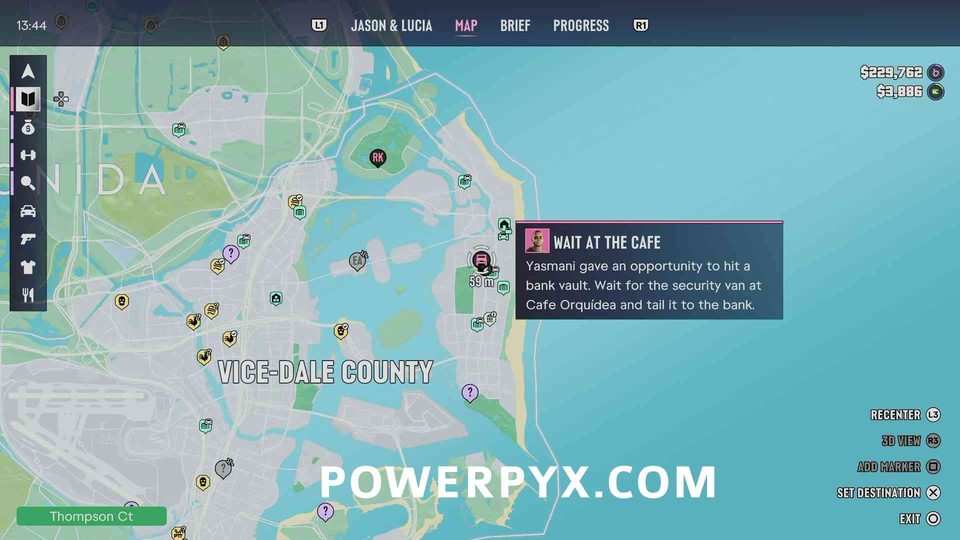 13:44
L1
JASON & LUCIA
MAP
BRIEF
PROGRESS
R1
$229,762
$3,886
NIDA
RK
EA
59 m
WAIT AT THE CAFE
Yasmani gave an opportunity to hit a
bank vault. Wait for the security van at
Cafe Orquídea and tail it to the bank.
VICE-DALE COUNTY
RECENTER L3
3D VIEW R3
ADD MARKER
SET DESTINATION
EXIT
POWERPYX.COM
Thompson Ct